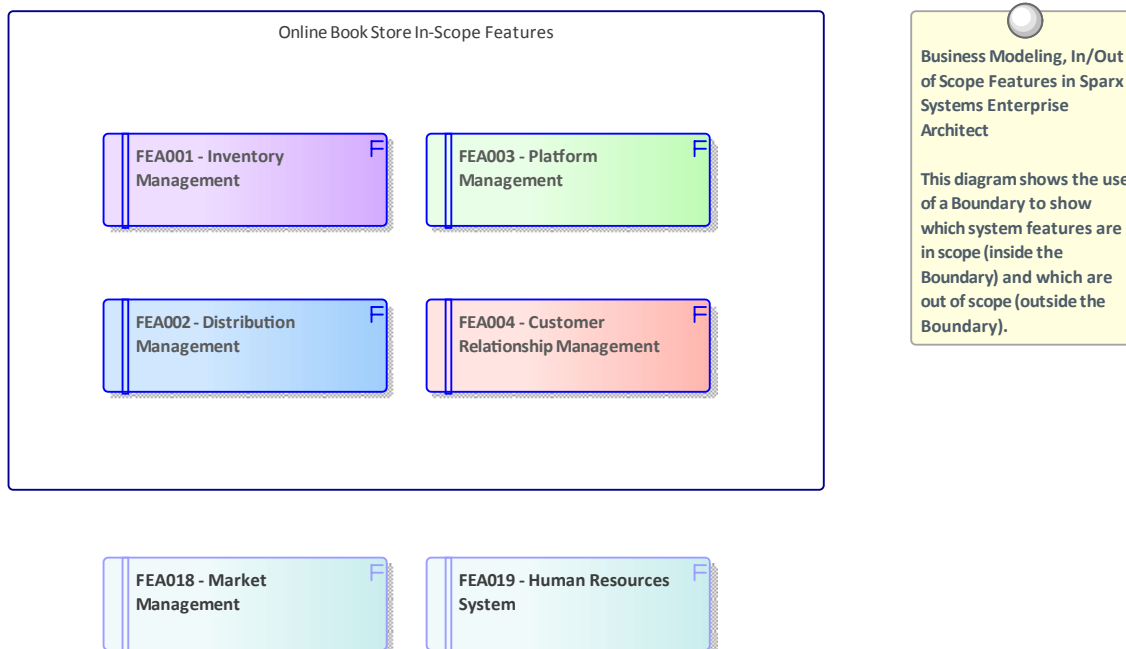 Online Book Store In-Scope Features
FEA001 - Inventory
Management
F
FEA003 - Platform
Management
F
FEA002 - Distribution
Management
F
FEA004 - Customer
Relationship Management
F
FEA018 - Market
Management
F
FEA019 - Human Resources
System
F
Business Modeling, In/Out
of Scope Features in Sparx
Systems Enterprise
Architect
This diagram shows the use
of a Boundary to show
which system features are
in scope (inside the
Boundary) and which are
out of scope (outside the
Boundary).